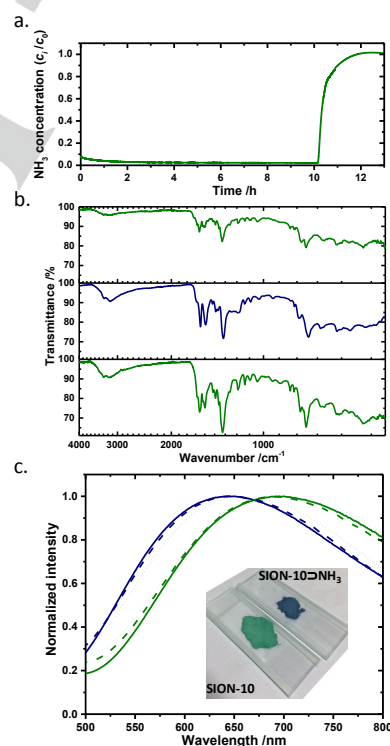 a.
NH3 concentration (ci /c0)
1.0
0.8
0.6
0.4
0.2
0.0
0 2 4 6 8 10 12
Time /h
b.
Transmittance /%
100
90
80
70
100
90
80
70
100
90
80
70
4000 3000 2000 1000
Wavenumber /cm-1
c.
Normalized intensity
1.0
0.8
0.6
0.4
0.2
0.0
SION-10⊃NH3
SION-10
500 550 600 650 700 750 800
Wavelength /nm